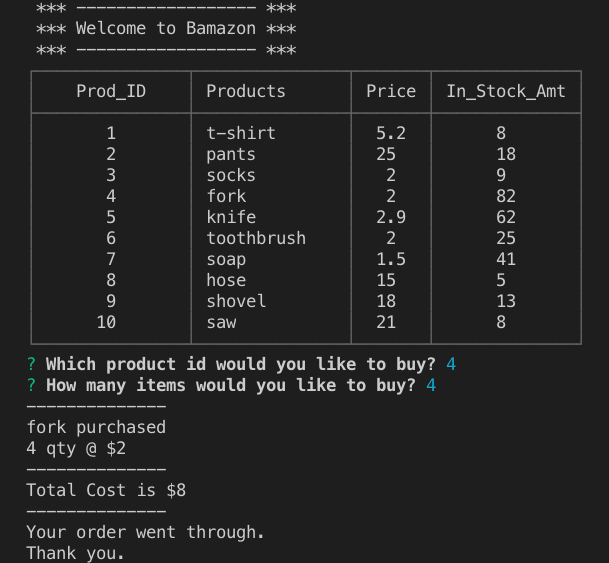 *** ------------------ ***
*** Welcome to Bamazon ***
*** ------------------ ***
Prod_ID Products Price In_Stock_Amt
1 t-shirt 5.2 8
2 pants 25 18
3 socks 2 9
4 fork 2 82
5 knife 2.9 62
6 toothbrush 2 25
7 soap 1.5 41
8 hose 15 5
9 shovel 18 13
10 saw 21 8
? Which product id would you like to buy? 4
? How many items would you like to buy? 4
--------------
fork purchased
4 qty @ $2
--------------
Total Cost is $8
--------------
Your order went through.
Thank you.